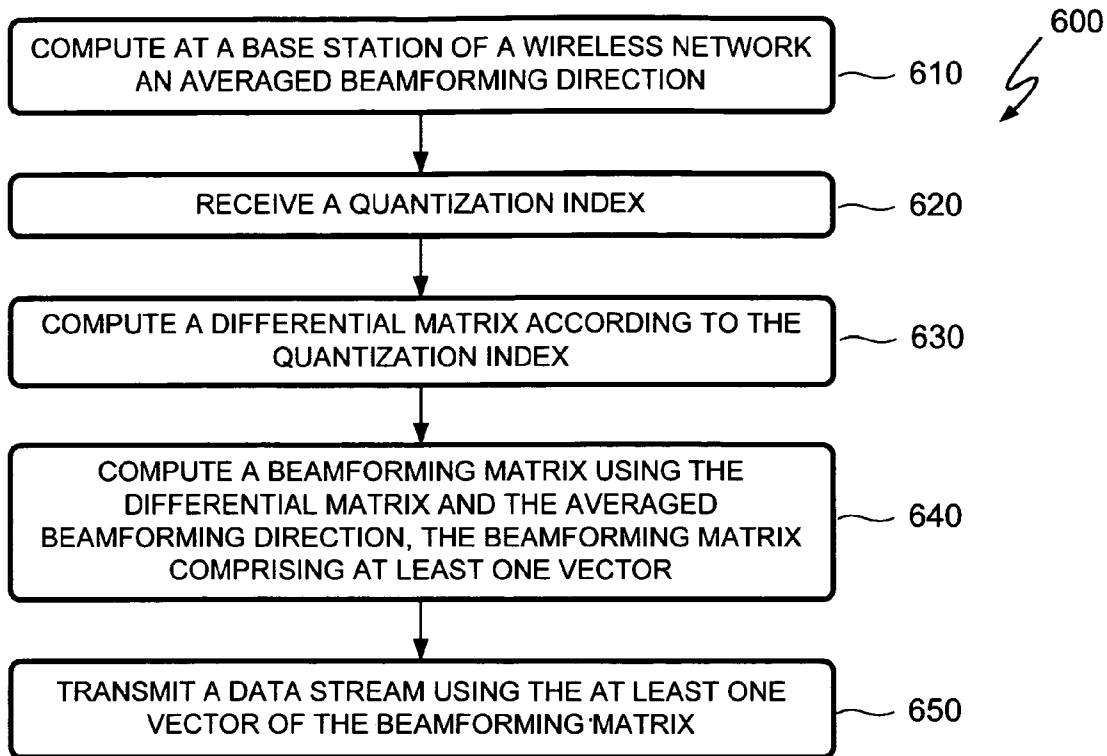 600
COMPUTE AT A BASE STATION OF A WIRELESS NETWORK
AN AVERAGED BEAMFORMING DIRECTION
610
RECEIVE A QUANTIZATION INDEX
620
COMPUTE A DIFFERENTIAL MATRIX ACCORDING TO THE
QUANTIZATION INDEX
630
COMPUTE A BEAMFORMING MATRIX USING THE
DIFFERENTIAL MATRIX AND THE AVERAGED
BEAMFORMING DIRECTION, THE BEAMFORMING MATRIX
COMPRISING AT LEAST ONE VECTOR
640
TRANSMIT A DATA STREAM USING THE AT LEAST ONE
VECTOR OF THE BEAMFORMING MATRIX
650